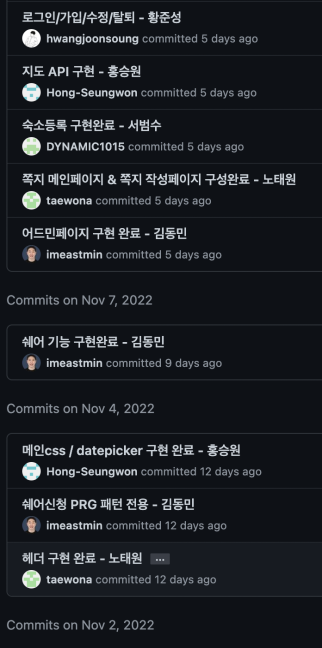 로그인/가입/수정/탈퇴 - 황준성
hwangjoonsoung committed 5 days ago
지도 API 구현 - 홍승원
Hong-Seungwon committed 5 days ago
숙소등록 구현완료 - 서범수
DYNAMIC1015 committed 5 days ago
쪽지 메인페이지 & 쪽지 작성페이지 구성완료 - 노태원
taewona committed 5 days ago
어드민페이지 구현 완료 - 김동민
imeastmin committed 5 days ago
Commits on Nov 7, 2022
쉐어 기능 구현완료 - 김동민
imeastmin committed 9 days ago
Commits on Nov 4, 2022
메인css / datepicker 구현 완료 - 홍승원
Hong-Seungwon committed 12 days ago
쉐어신청 PRG 패턴 전용 - 김동민
imeastmin committed 12 days ago
헤더 구현 완료 - 노태원 ...
taewona committed 12 days ago
Commits on Nov 2, 2022